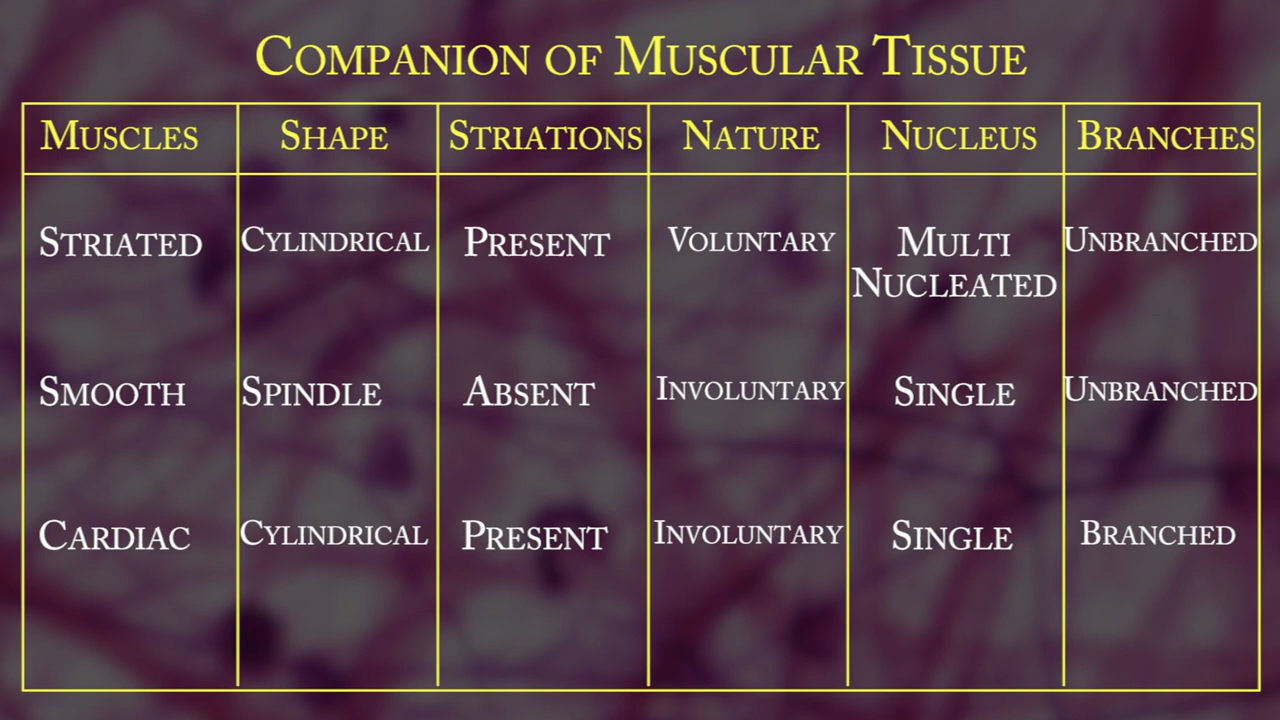 COMPANION OF MUSCULAR TISSUE
MUSCLES SHAPE STRIATIONS NATURE NUCLEUS BRANCHES
STRIATED CYLINDRICAL PRESENT VOLUNTARY MULTI NUCLEATED UNBRANCHED
SMOOTH SPINDLE ABSENT INVOLUNTARY SINGLE UNBRANCHED
CARDIAC CYLINDRICAL PRESENT INVOLUNTARY SINGLE BRANCHED